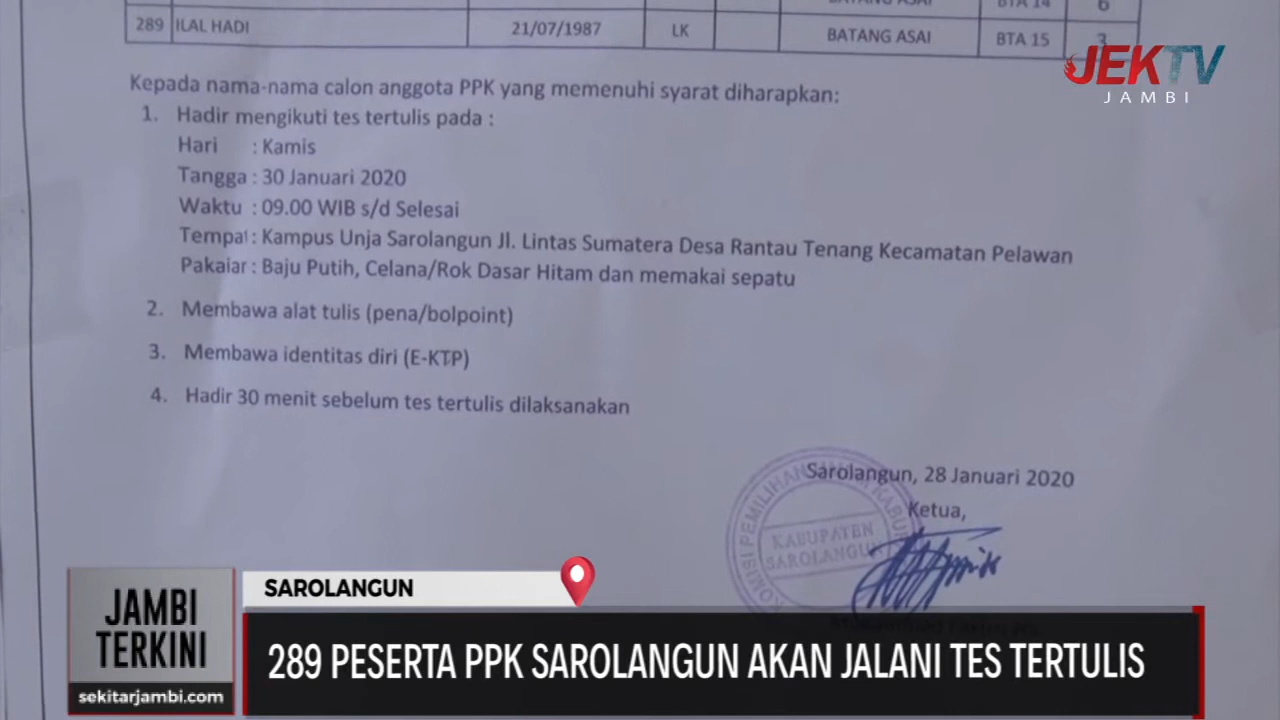 BTA 14 6
289 ILAL HADI 21/07/1987 LK BATANG ASAI BTA 15 3
JEKTV
JAMBI
Kepada nama-nama calon anggota PPK yang memenuhi syarat diharapkan:
1. Hadir mengikuti tes tertulis pada :
Hari : Kamis
Tangga : 30 Januari 2020
Waktu : 09.00 WIB s/d Selesai
Tempat : Kampus Unja Sarolangun Jl. Lintas Sumatera Desa Rantau Tenang Kecamatan Pelawan
Pakaiar : Baju Putih, Celana/Rok Dasar Hitam dan memakai sepatu
2. Membawa alat tulis (pena/bolpoint)
3. Membawa identitas diri (E-KTP)
4. Hadir 30 menit sebelum tes tertulis dilaksanakan
Sarolangun, 28 Januari 2020
Ketua,
KOMISI PEMILIHAN
KABUPATEN
SAROLANGUN
SAROLANGUN
JAMBI
TERKINI
sekitarjambi.com
289 PESERTA PPK SAROLANGUN AKAN JALANI TES TERTULIS